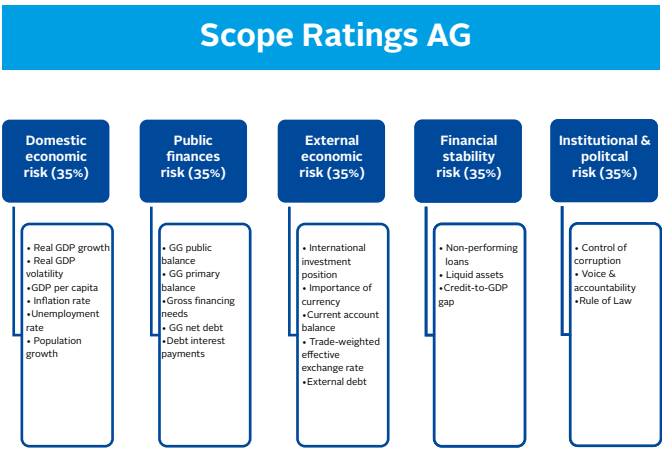 Scope Ratings AG
Domestic
economic
risk (35%)
Public
finances
risk (35%)
External
economic
risk (35%)
Financial
stability
risk (35%)
Institutional &
politcal
risk (35%)
• Real GDP growth
• Real GDP
volatility
•GDP per capita
• Inflation rate
•Unemployment
rate
• Population
growth
• GG public
balance
• GG primary
balance
•Gross financing
needs
• GG net debt
•Debt interest
payments
• International
investment
position
• Importance of
currency
•Current account
balance
• Trade-weighted
effective
exchange rate
•External debt
• Non-performing
loans
• Liquid assets
•Credit-to-GDP
gap
• Control of
corruption
• Voice &
accountability
•Rule of Law